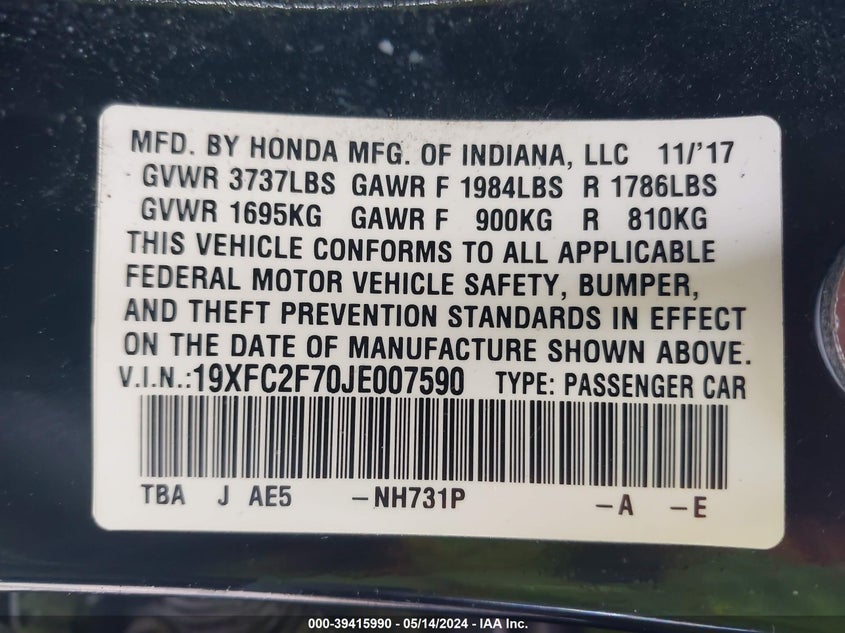 MFD. BY HONDA MFG. OF INDIANA, LLC 11/'17
GVWR 3737LBS GAWR F 1984LBS R 1786LBS
GVWR 1695KG GAWR F 900KG R 810KG
THIS VEHICLE CONFORMS TO ALL APPLICABLE
FEDERAL MOTOR VEHICLE SAFETY, BUMPER,
AND THEFT PREVENTION STANDARDS IN EFFECT
ON THE DATE OF MANUFACTURE SHOWN ABOVE.
V.I.N.:19XFC2F70JE007590 TYPE: PASSENGER CAR
TBA J AE5 -NH731P -A -E
000-39415990 - 05/14/2024 - IAA Inc.